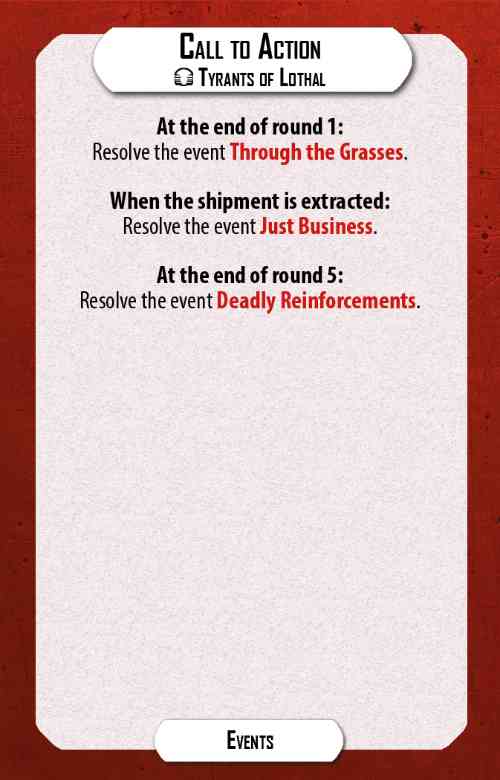 Call to Action
Tyrants of Lothal
At the end of round 1:
Resolve the event Through the Grasses.
When the shipment is extracted:
Resolve the event Just Business.
At the end of round 5:
Resolve the event Deadly Reinforcements.
Events